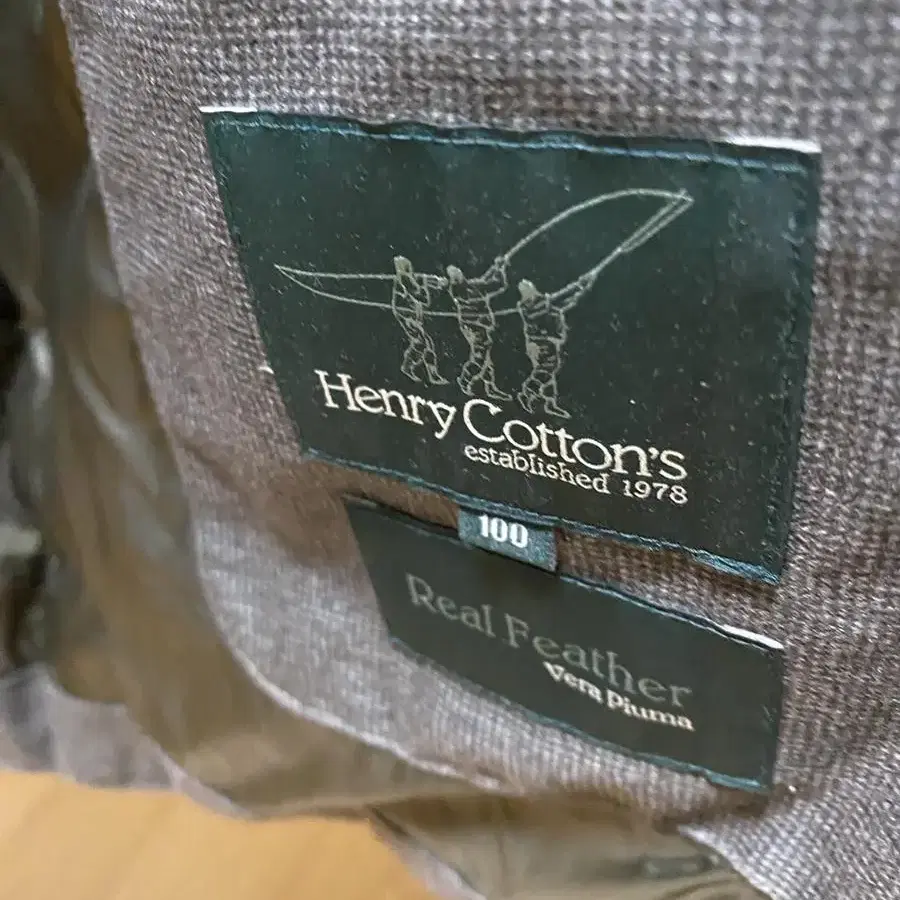 Henry Cotton's
established 1978
100
Real Feather
Vera Piuma